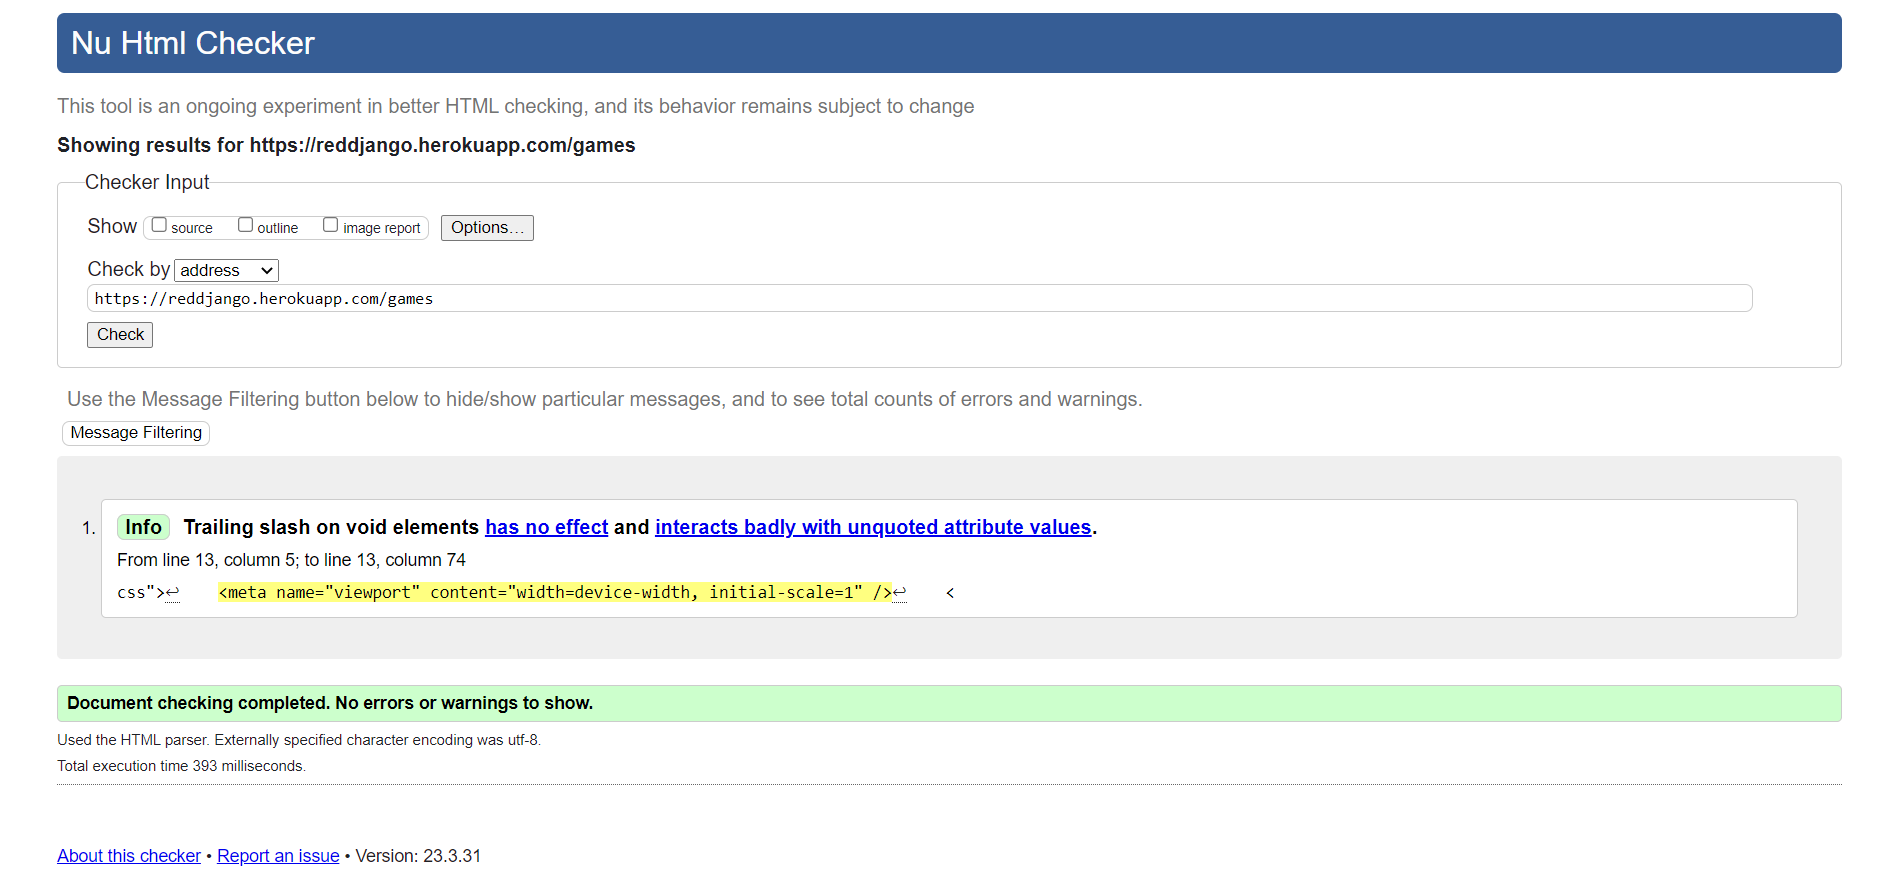 Nu Html Checker
This tool is an ongoing experiment in better HTML checking, and its behavior remains subject to change
Showing results for https://reddjango.herokuapp.com/games
Checker Input
Show source outline image report Options...
Check by address
https://reddjango.herokuapp.com/games
Check
Use the Message Filtering button below to hide/show particular messages, and to see total counts of errors and warnings.
Message Filtering
1. Info Trailing slash on void elements has no effect and interacts badly with unquoted attribute values.
From line 13, column 5; to line 13, column 74
css">↩ <meta name="viewport" content="width=device-width, initial-scale=1" />↩ <
Document checking completed. No errors or warnings to show.
Used the HTML parser. Externally specified character encoding was utf-8.
Total execution time 393 milliseconds.
About this checker • Report an issue • Version: 23.3.31